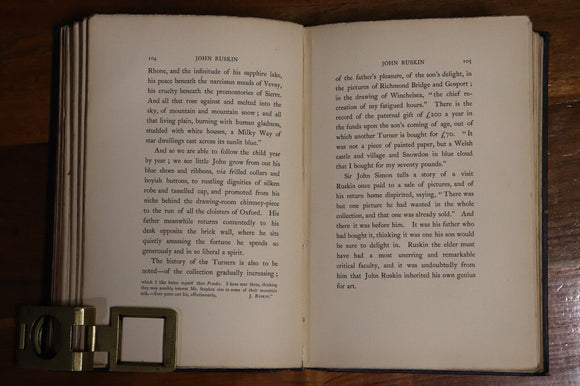 104 JOHN RUSKIN
Rhone, and the infinitude of his sapphire lake,
his peace beneath the narcissus meads of Vevay,
his cruelty beneath the promontories of Sierre.
And all that rose against and melted into the
sky, of mountain and mountain snow; and all
that living plain, burning with human gladness,
studded with white houses, a Milky Way of
star dwellings cast across its sunlit blue."
And so we are able to follow the child year
by year; we see little John grow from out his
blue shoes and ribbons, via frilled collars and
boyish buttons, to rustling dignities of silken
robe and tasselled cap, and promoted from his
niche behind the drawing-room chimney-piece
to the run of all the cloisters of Oxford. His
father meanwhile returns contentedly to his
desk opposite the brick wall, where he sits
quietly amassing the fortune he spends so
generously and in so liberal a spirit.
The history of the Turners is also to be
noted—of the collection gradually increasing;
which I like better myself than Fronde. I have sent them, thinking
they may possibly interest Mr. Stephen also in some of their mountain
talk.—Ever yours and his, affectionately, J. RUSKIN."
JOHN RUSKIN 105
of the father's pleasure, of the son's delight, in
the pictures of Richmond Bridge and Gosport;
in the drawing of Winchelsea, "the chief
recreation of my fatigued hours." There is the
record of the paternal gift of £200 a year in
the funds upon the son's coming of age, out of
which another Turner is bought for £70. "It
was not a piece of painted paper, but a Welsh
castle and village and Snowdon in blue cloud
that I bought for my seventy pounds."
Sir John Simon tells a story of a visit
Ruskin once paid to a sale of pictures, and of
his return home dispirited, saying, "There was
but one picture he had wanted in the whole
collection, and that one was already sold." And
there it was before him. It was his father who
had bought it, thinking it was one his son would
be sure to delight in. Ruskin the elder must
have had a most unerring and remarkable
critical faculty, and it was undoubtedly from
him that John Ruskin inherited his own genius
for art.